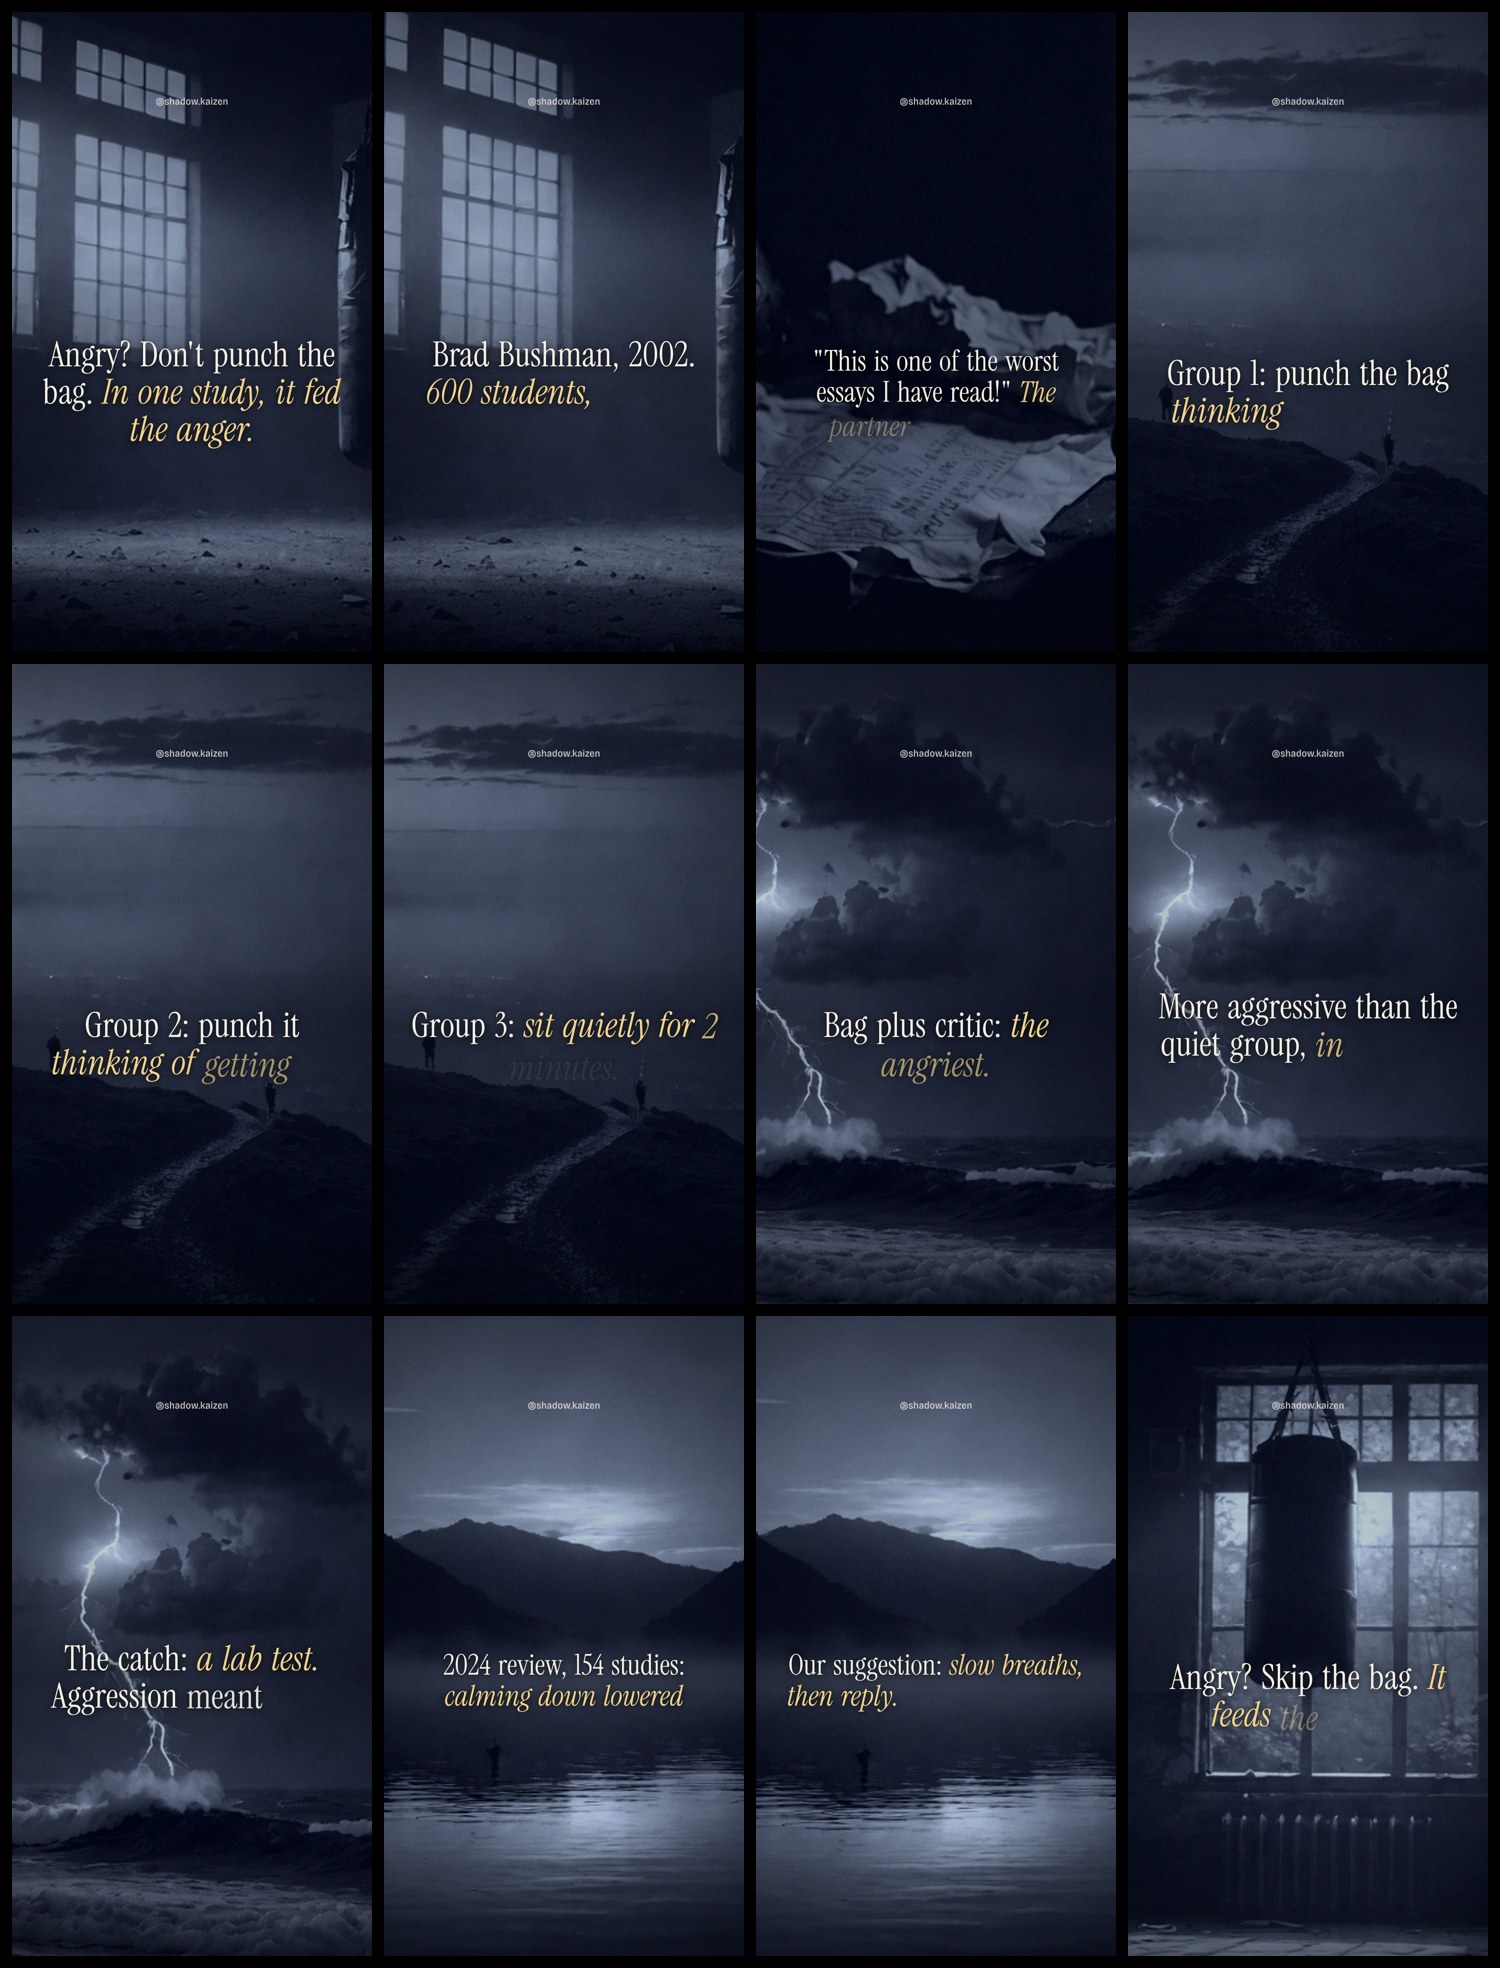 @shadow.kaizen
Angry? Don't punch the
bag. In one study, it fed
the anger.
@shadow.kaizen
Brad Bushman, 2002.
600 students,
@shadow.kaizen
"This is one of the worst
essays I have read!" The
partner
@shadow.kaizen
Group 1: punch the bag
thinking
@shadow.kaizen
Group 2: punch it
thinking of getting
@shadow.kaizen
Group 3: sit quietly for 2
minutes.
@shadow.kaizen
Bag plus critic: the
angriest.
@shadow.kaizen
More aggressive than the
quiet group, in
@shadow.kaizen
The catch: a lab test.
Aggression meant
@shadow.kaizen
2024 review, 154 studies:
calming down lowered
@shadow.kaizen
Our suggestion: slow breaths,
then reply.
@shadow.kaizen
Angry? Skip the bag. It
feeds the